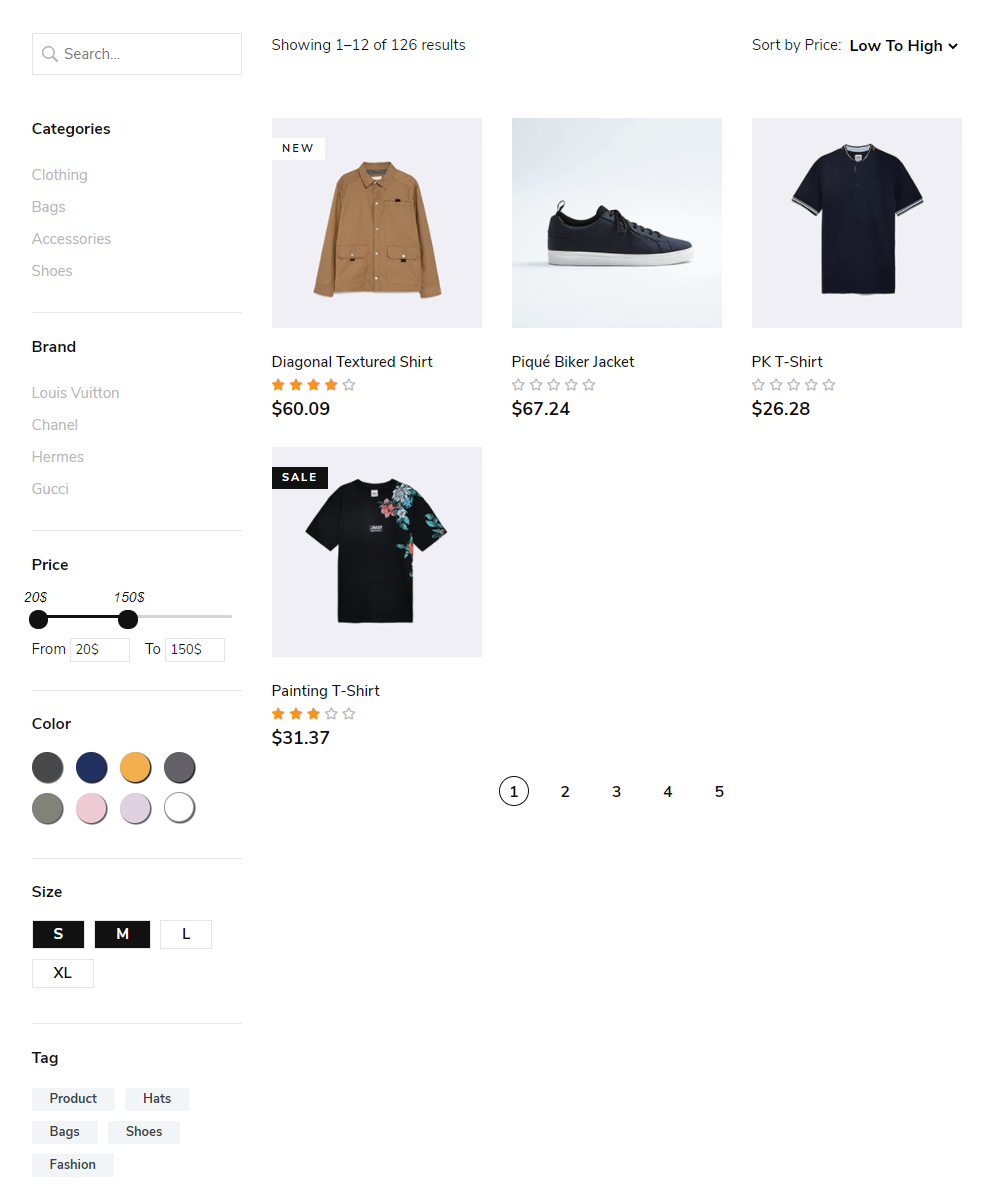 Search...
Showing 1–12 of 126 results
Sort by Price: Low To High
Categories
Clothing
Bags
Accessories
Shoes
Brand
Louis Vuitton
Chanel
Hermes
Gucci
Price
20$ 150$
From 20$ To 150$
Color
Size
S M L
XL
Tag
Product Hats
Bags Shoes
Fashion
NEW
Diagonal Textured Shirt
$60.09
Piqué Biker Jacket
$67.24
PK T-Shirt
$26.28
SALE
Painting T-Shirt
$31.37
1 2 3 4 5